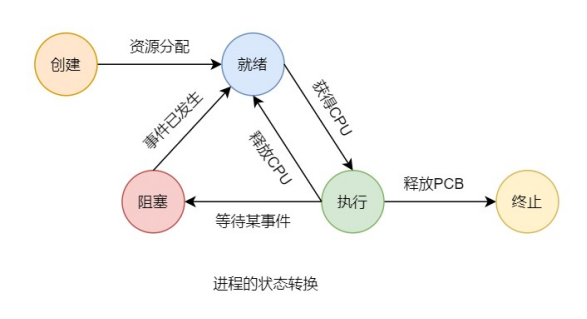 资源分配
创建
就绪
获得CPU
事件已发生
释放CPU
阻塞
执行
释放PCB
终止
等待某事件
进程的状态转换